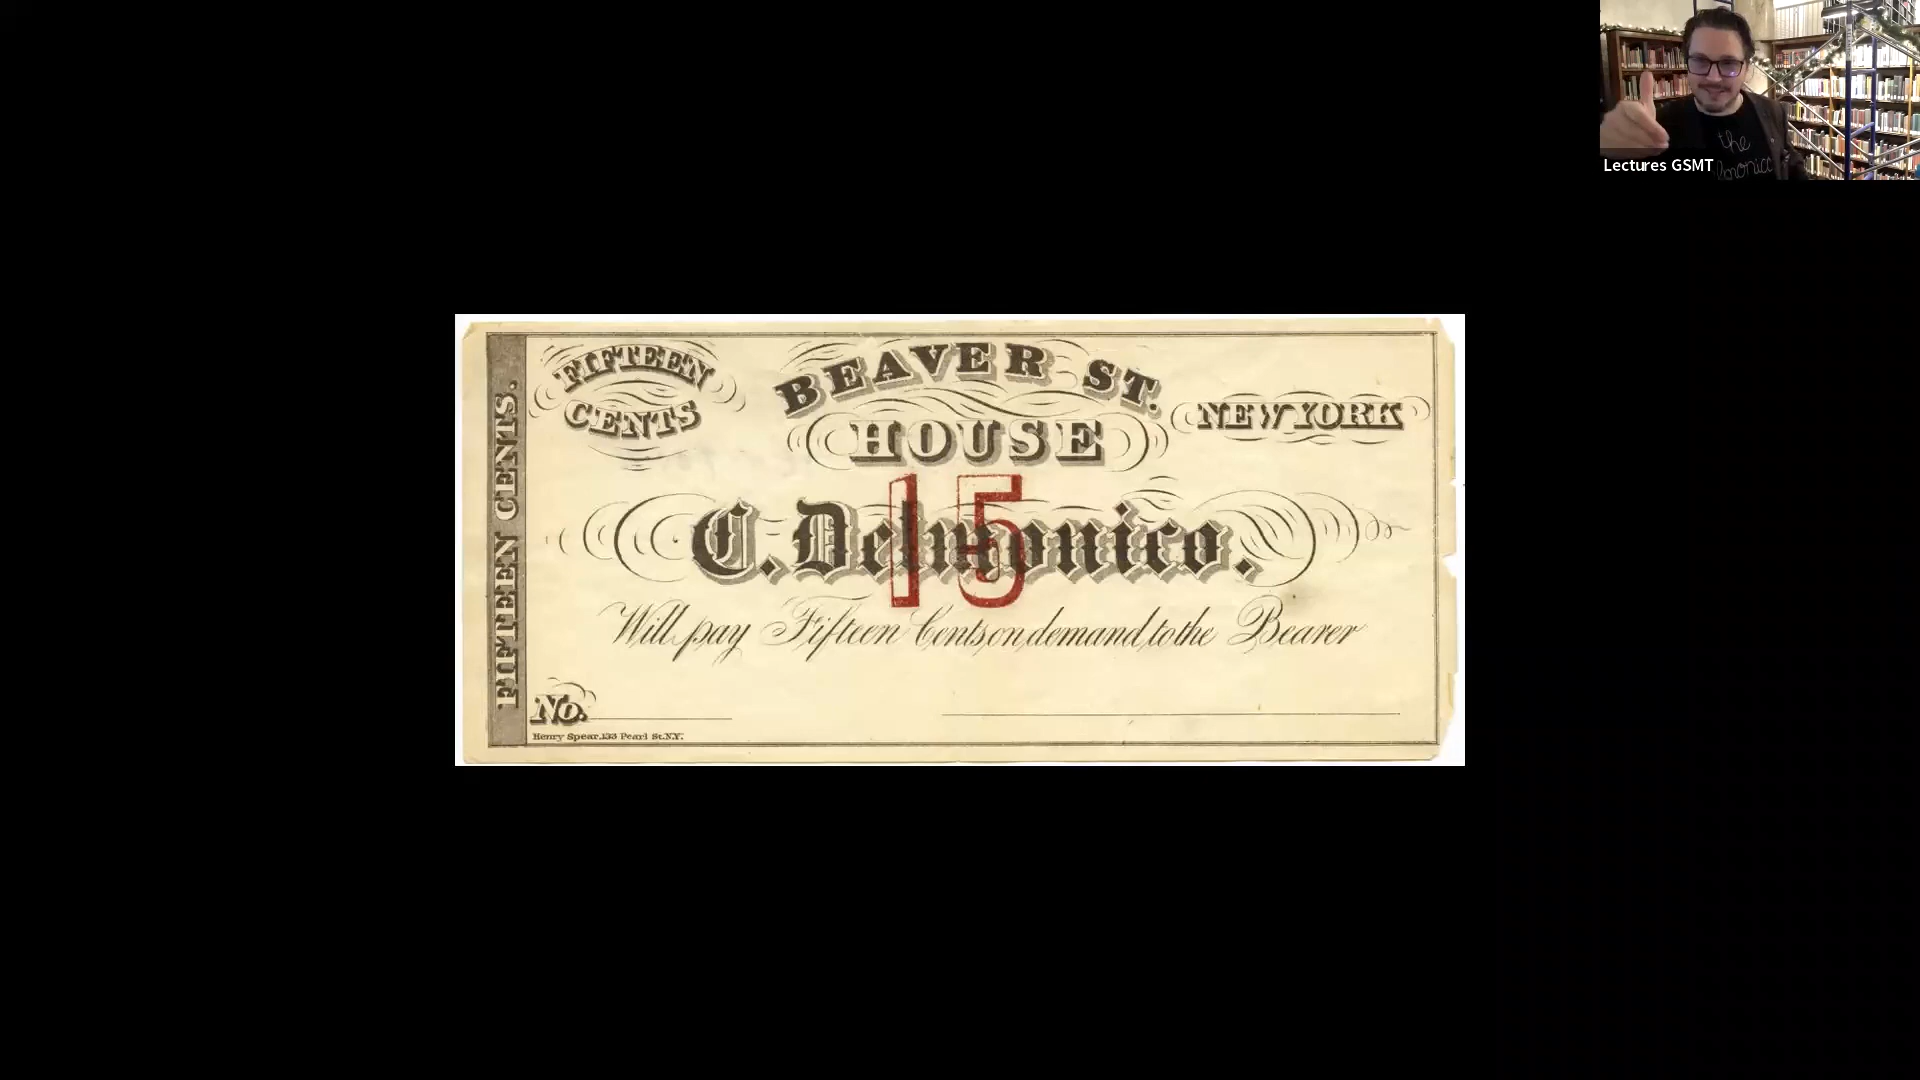 FIFTEEN CENTS.
FIFTEEN
CENTS
BEAVER ST.
HOUSE
NEW YORK
15
C. Delmonico.
Will pay Fifteen Cents on demand to the Bearer
No.
Henry Spear. 133 Pearl St. N.Y.
the
Lectures GSMT